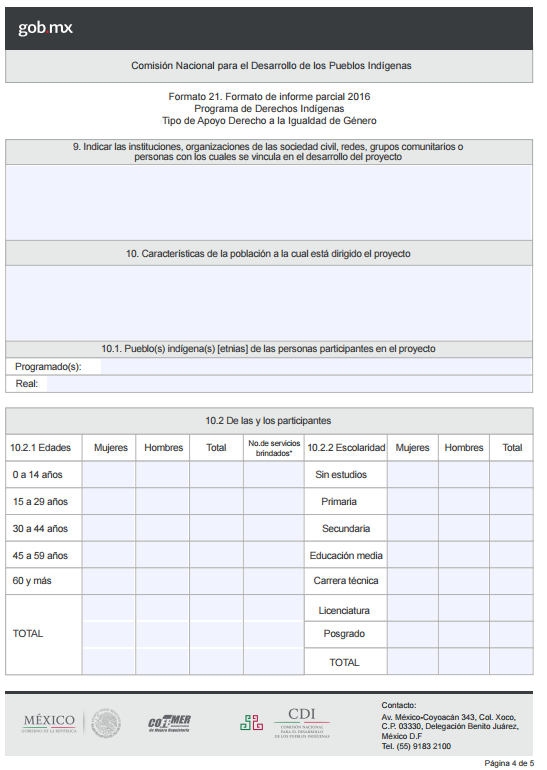 gob.mx
Comisión Nacional para el Desarrollo de los Pueblos Indígenas
Formato 21. Formato de informe parcial 2016
Programa de Derechos Indígenas
Tipo de Apoyo Derecho a la Igualdad de Género
9. Indicar las instituciones, organizaciones de las sociedad civil, redes, grupos comunitarios o
personas con los cuales se vincula en el desarrollo del proyecto
10. Características de la población a la cual está dirigido el proyecto
10.1. Pueblo(s) indígena(s) [etnias] de las personas participantes en el proyecto
Programado(s):
Real:
10.2 De las y los participantes
10.2.1 Edades Mujeres Hombres Total No.de servicios brindados* 10.2.2 Escolaridad Mujeres Hombres Total
0 a 14 años Sin estudios
15 a 29 años Primaria
30 a 44 años Secundaria
45 a 59 años Educación media
60 y más Carrera técnica
Licenciatura
TOTAL Posgrado
TOTAL
MÉXICO
GOBIERNO DE LA REPÚBLICA
COFEMER
de Mejora Regulatoria
CDI
COMISIÓN NACIONAL
PARA EL DESARROLLO
DE LOS PUEBLOS INDÍGENAS
Contacto:
Av. México-Coyoacán 343, Col. Xoco,
C.P. 03330, Delegación Benito Juárez,
México D.F
Tel. (55) 9183 2100
Página 4 de 5